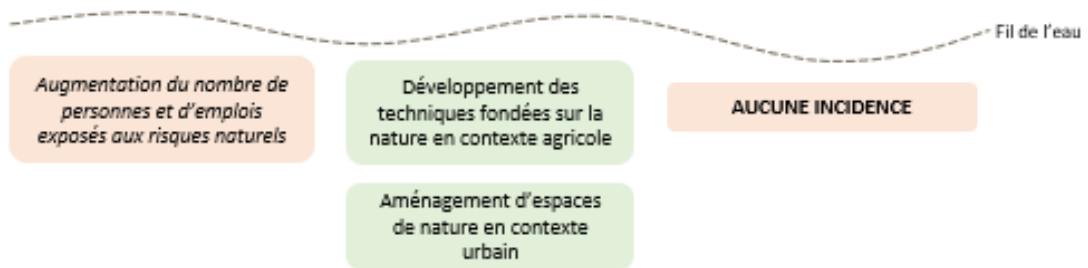 Fil de l'eau
Augmentation du nombre de
personnes et d'emplois
exposés aux risques naturels
Développement des
techniques fondées sur la
nature en contexte agricole
AUCUNE INCIDENCE
Aménagement d'espaces
de nature en contexte
urbain